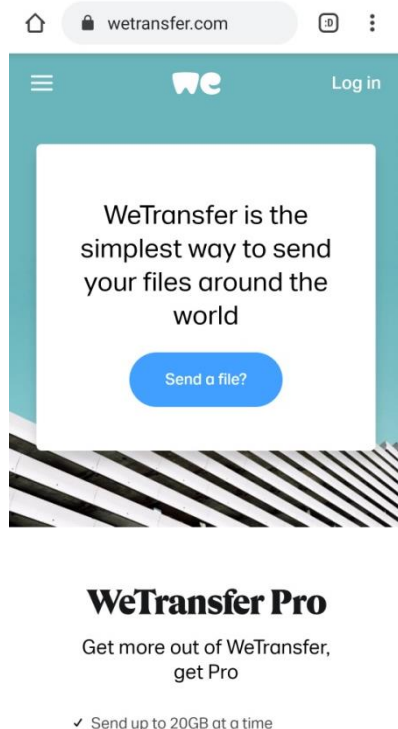 wetransfer.com
:D
we
Log in
WeTransfer is the
simplest way to send
your files around the
world
Send a file?
WeTransfer Pro
Get more out of WeTransfer,
get Pro
✓ Send up to 20GB at a time